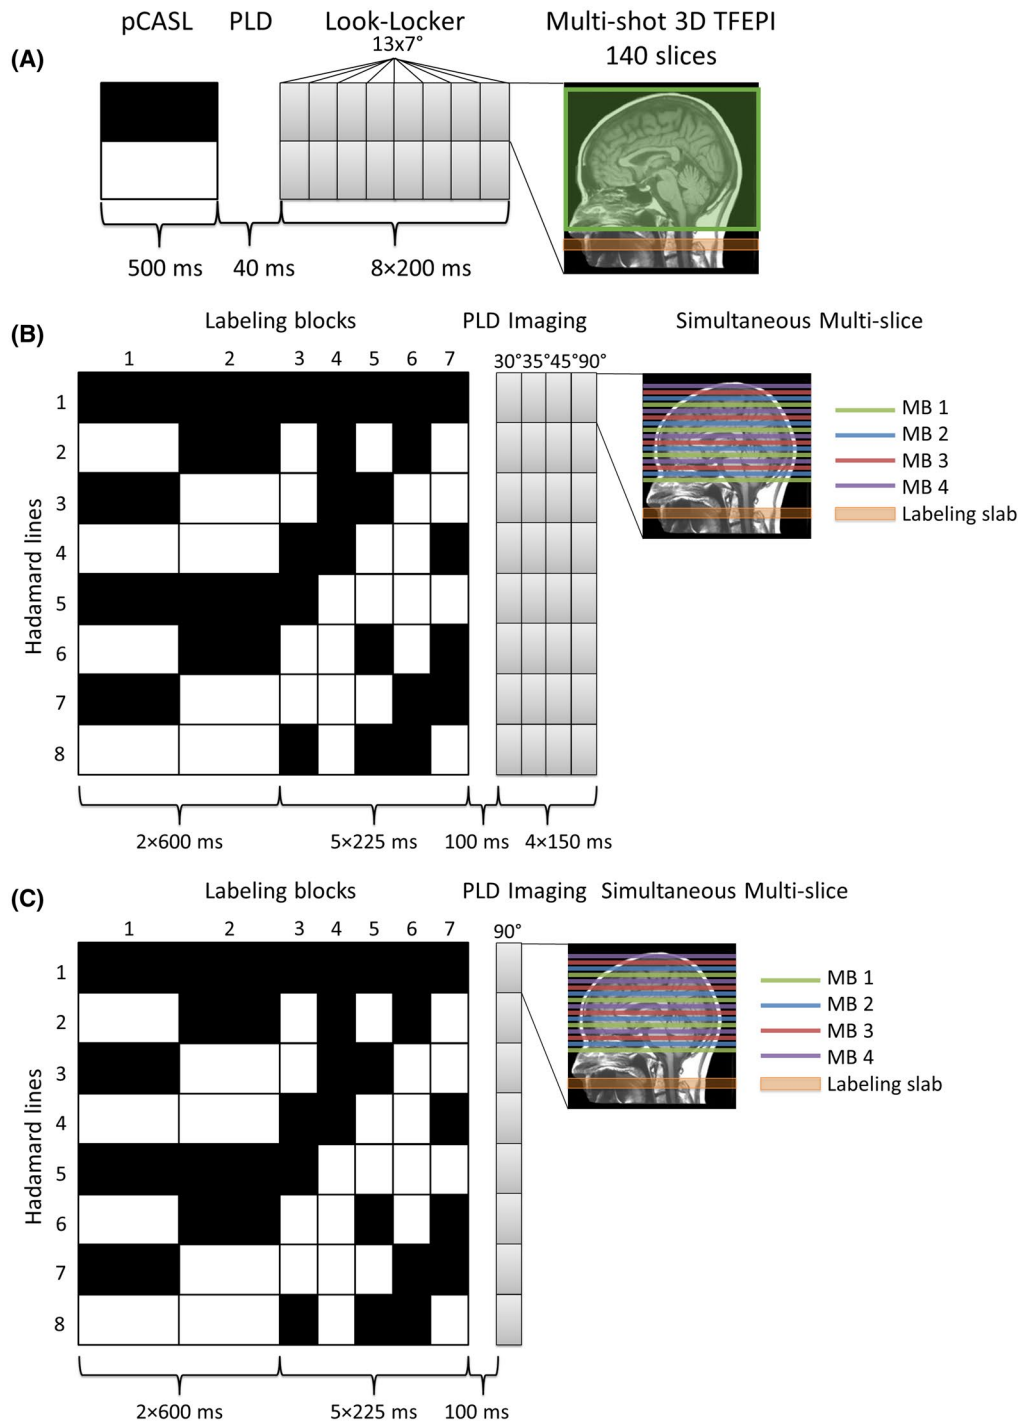 (A)
pCASL PLD Look-Locker Multi-shot 3D TFEPI
13x7° 140 slices
500 ms 40 ms 8×200 ms
(B)
Labeling blocks PLD Imaging Simultaneous Multi-slice
1 2 3 4 5 6 7 30° 35° 45° 90°
Hadamard lines
1
2
3
4
5
6
7
8
MB 1
MB 2
MB 3
MB 4
Labeling slab
2×600 ms 5×225 ms 100 ms 4×150 ms
(C)
Labeling blocks PLD Imaging Simultaneous Multi-slice
1 2 3 4 5 6 7 90°
Hadamard lines
1
2
3
4
5
6
7
8
MB 1
MB 2
MB 3
MB 4
Labeling slab
2×600 ms 5×225 ms 100 ms